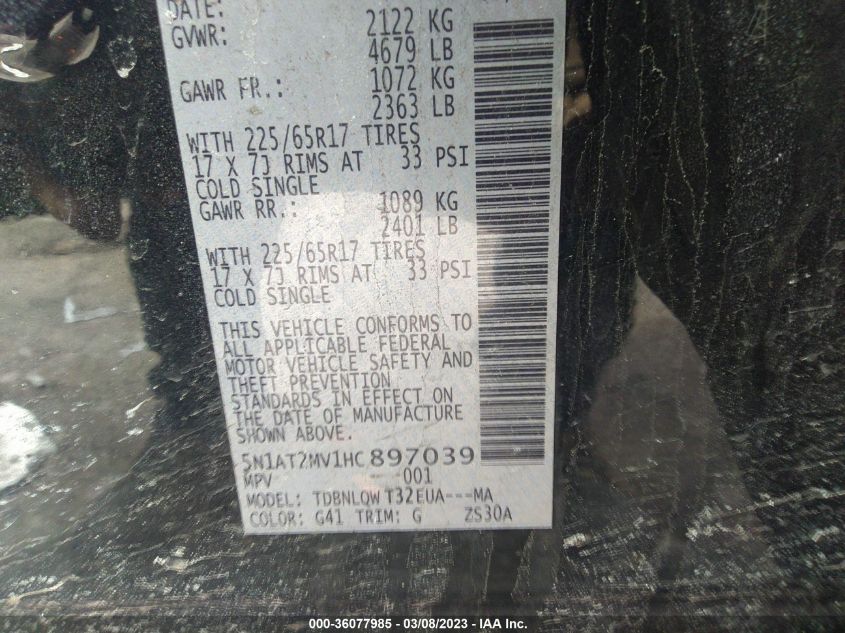 DATE:
GVWR: 2122 KG
4679 LB
GAWR FR.: 1072 KG
2363 LB
WITH 225/65R17 TIRES
17 X 7J RIMS AT 33 PSI
COLD SINGLE
GAWR RR.: 1089 KG
2401 LB
WITH 225/65R17 TIRES
17 X 7J RIMS AT 33 PSI
COLD SINGLE
THIS VEHICLE CONFORMS TO
ALL APPLICABLE FEDERAL
MOTOR VEHICLE SAFETY AND
THEFT PREVENTION
STANDARDS IN EFFECT ON
THE DATE OF MANUFACTURE
SHOWN ABOVE.
5N1AT2MV1HC897039
MPV 001
MODEL: TDBNLQW T32EUA---MA
COLOR: G41 TRIM: G ZS30A
000-36077985 - 03/08/2023 - IAA Inc.